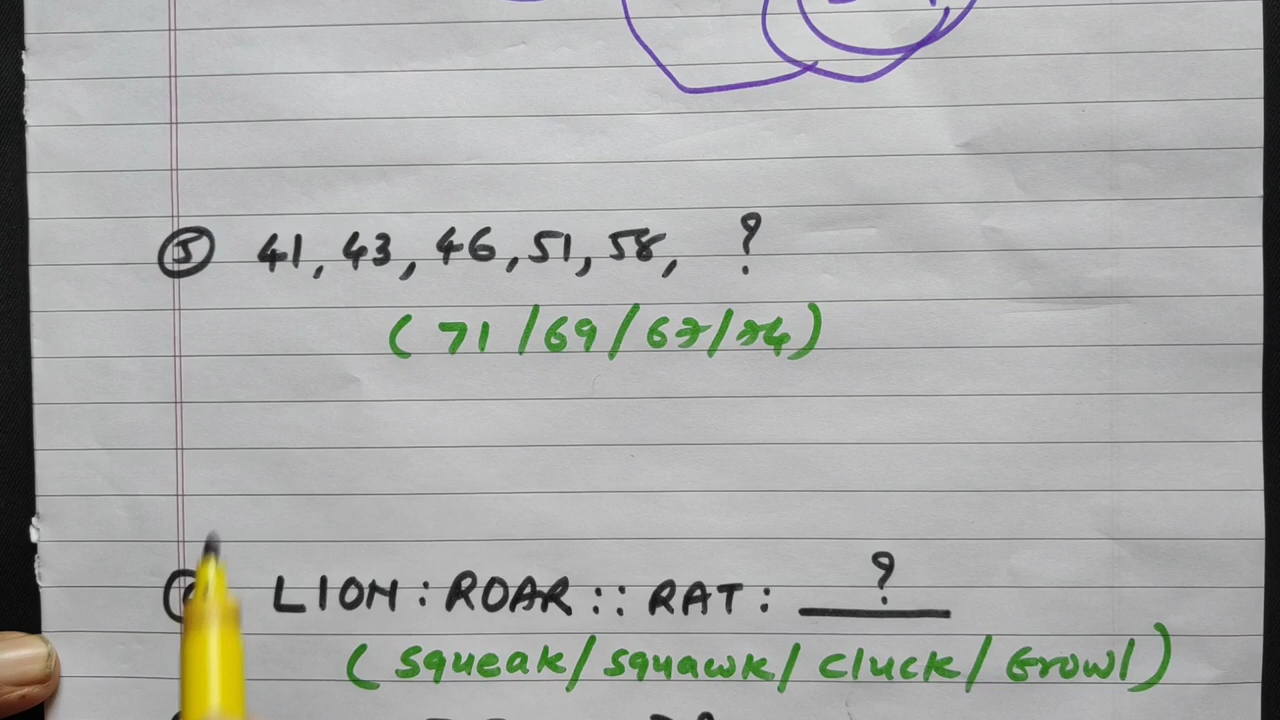 5 41, 43, 46, 51, 58, ?
(71/69/67/74)
LION : ROAR :: RAT : ?
(squeak/squawk/cluck/Growl)